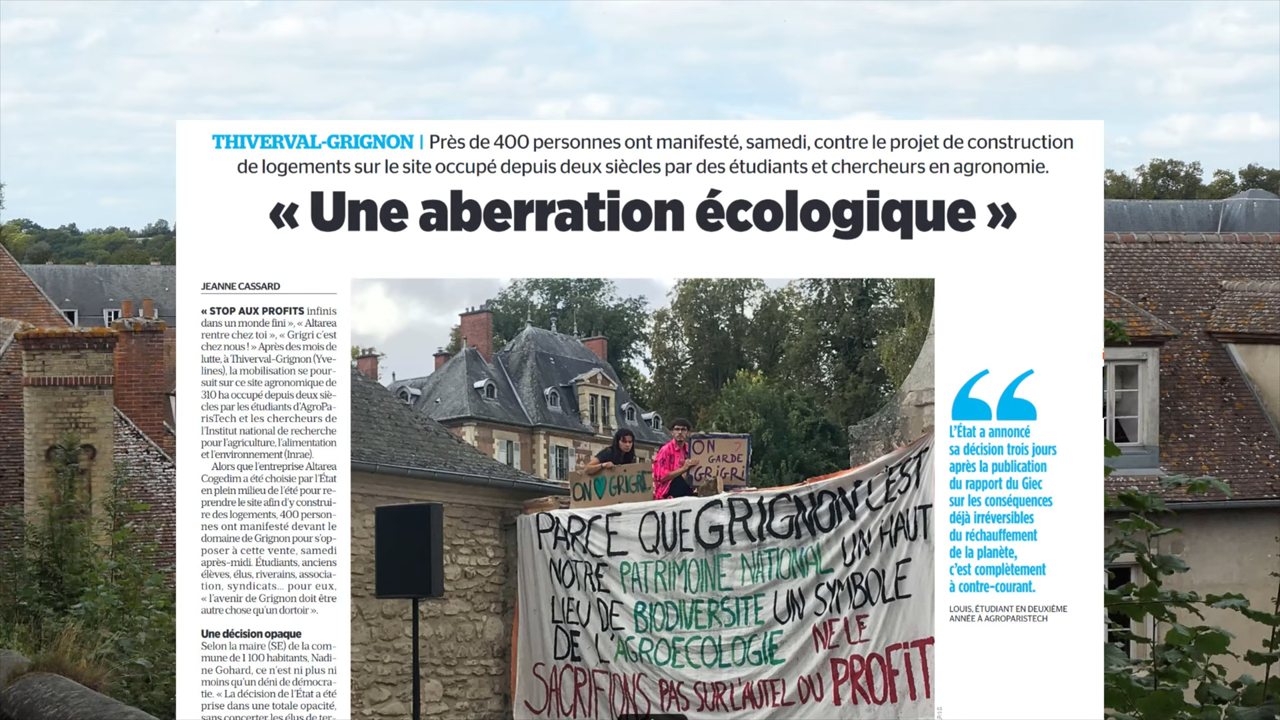 THIVERVAL-GRIGNON | Près de 400 personnes ont manifesté, samedi, contre le projet de construction
de logements sur le site occupé depuis deux siècles par des étudiants et chercheurs en agronomie.
« Une aberration écologique »
JEANNE CASSARD
« STOP AUX PROFITS infinis
dans un monde fini », « Altarea
rentre chez toi », « Grigri c'est
chez nous ! » Après des mois de
lutte, à Thiverval-Grignon (Yve-
lines), la mobilisation se pour-
suit sur ce site agronomique de
310 ha occupé depuis deux siè-
cles par les étudiants d'AgroPa-
risTech et les chercheurs de
l'Institut national de recherche
pour l'agriculture, l'alimentation
et l'environnement (Inrae).
Alors que l'entreprise Altarea
Cogedim a été choisie par l'État
en plein milieu de l'été pour re-
prendre le site afin d'y construi-
re des logements, 400 person-
nes ont manifesté devant le
domaine de Grignon pour s'op-
poser à cette vente, samedi
après-midi. Étudiants, anciens
élèves, élus, riverains, associa-
tion, syndicats... pour eux,
« l'avenir de Grignon doit être
autre chose qu'un dortoir ».
Une décision opaque
Selon la maire (SE) de la com-
mune de 1 100 habitants, Nadi-
ne Gohard, ce n'est ni plus ni
moins qu'un déni de démocra-
tie. « La décision de l'État a été
prise dans une totale opacité,
sans concerter les élus de ter-
ON GRIGRI
ON
GARDE
GRIGRI
PARCE QUE GRIGNON C'EST
NOTRE PATRIMOINE NATIONAL UN HAUT
LIEU DE BIODIVERSITE UN SYMBOLE
DE L'AGROECOLOGIE NE LE
SACRIFIONS PAS SUR L'AUTEL DU PROFIT
“
L'État a annoncé
sa décision trois jours
après la publication
du rapport du Giec
sur les conséquences
déjà irréversibles
du réchauffement
de la planète,
c'est complètement
à contre-courant.
LOUIS, ÉTUDIANT EN DEUXIÈME
ANNÉE À AGROPARISTECH